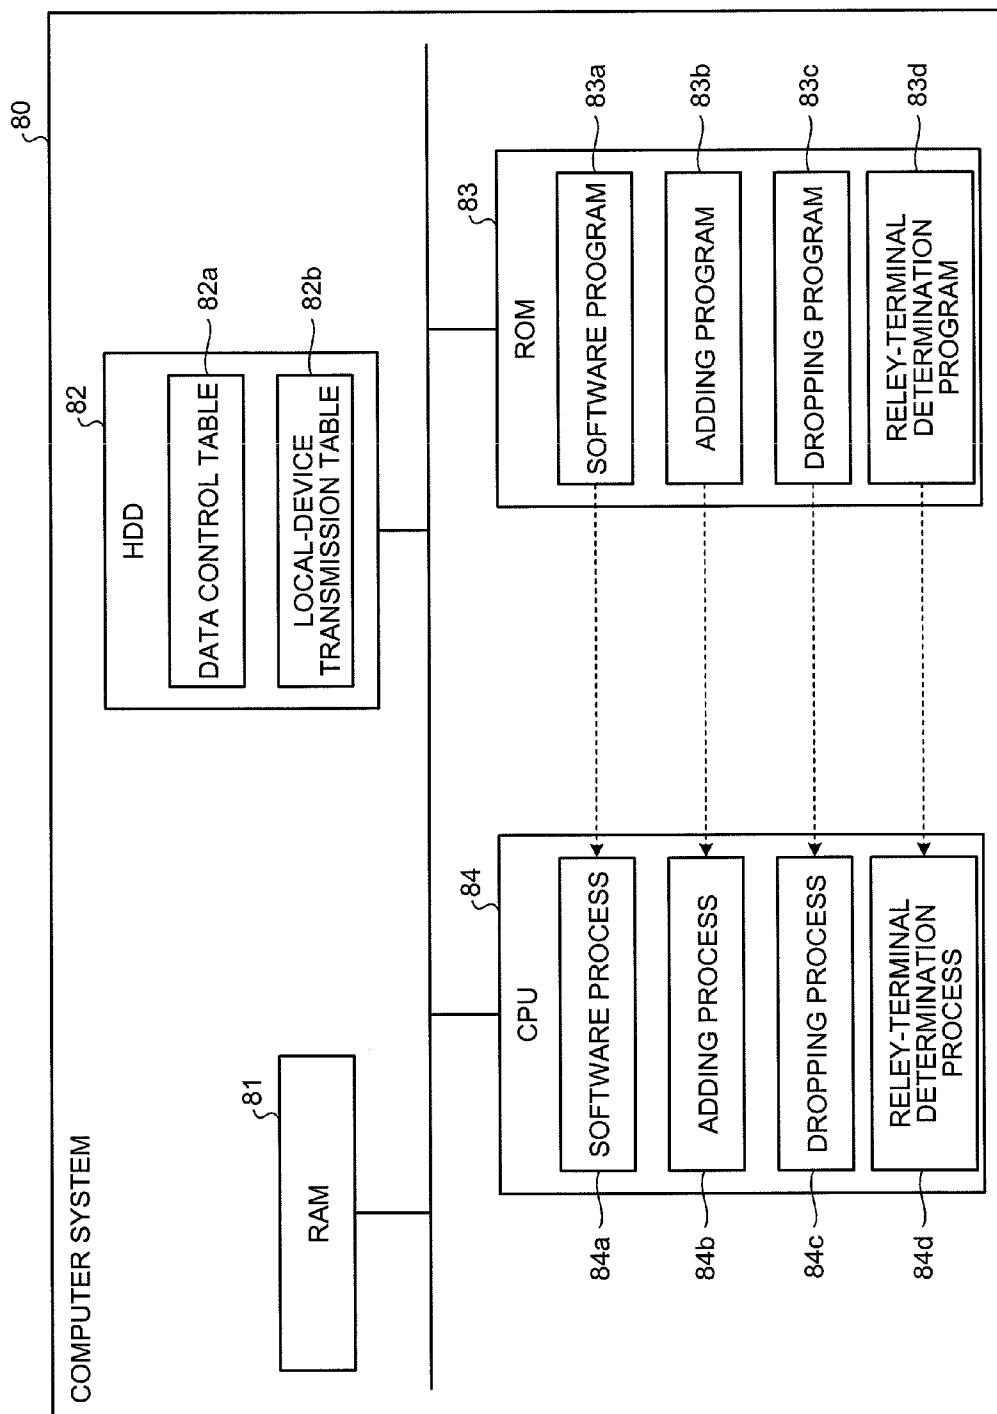 80
COMPUTER SYSTEM
81
RAM
82
HDD
DATA CONTROL TABLE
82a
LOCAL-DEVICE
TRANSMISSION TABLE
82b
84
CPU
84a
SOFTWARE PROCESS
84b
ADDING PROCESS
84c
DROPPING PROCESS
84d
RELEY-TERMINAL
DETERMINATION
PROCESS
83
ROM
SOFTWARE PROGRAM
83a
ADDING PROGRAM
83b
DROPPING PROGRAM
83c
RELEY-TERMINAL
DETERMINATION
PROGRAM
83d